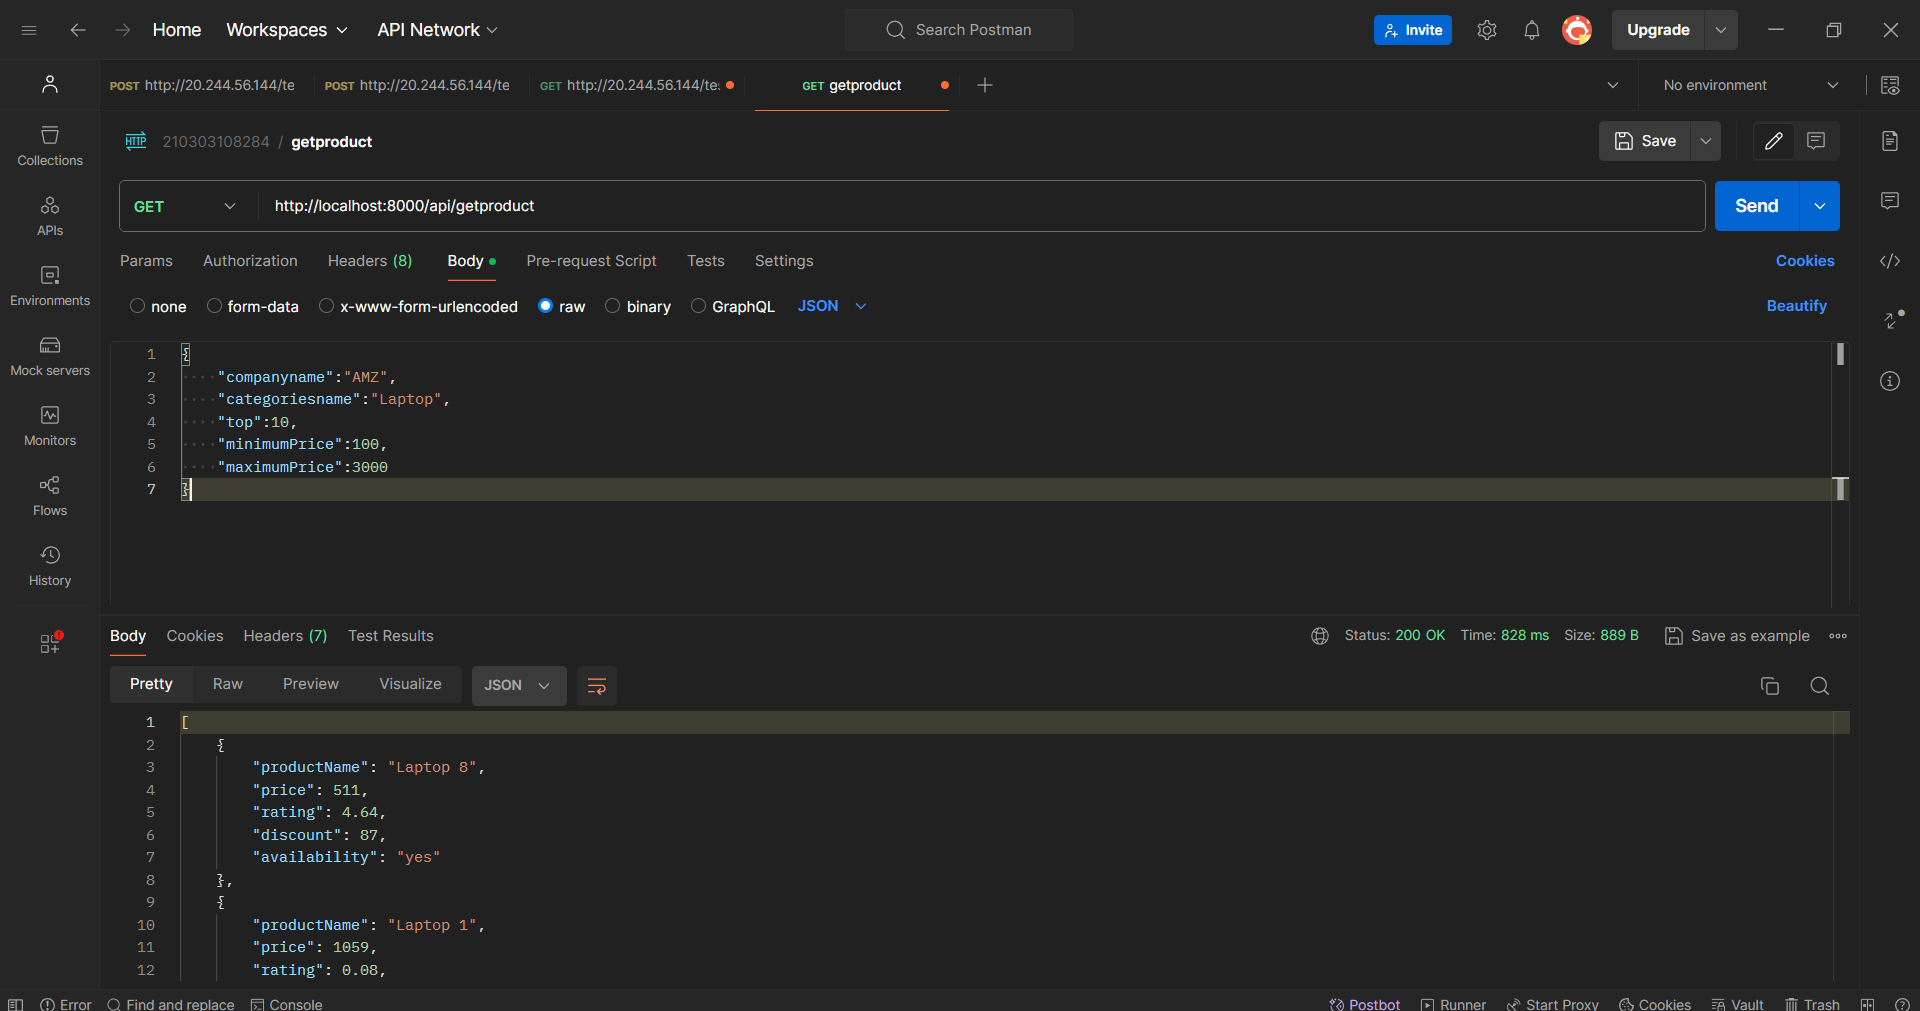 Home Workspaces API Network Search Postman Invite Upgrade
POST http://20.244.56.144/te POST http://20.244.56.144/te GET http://20.244.56.144/te: GET getproduct No environment
HTTP 210303108284 / getproduct Save
GET http://localhost:8000/api/getproduct Send
Params Authorization Headers (8) Body Pre-request Script Tests Settings Cookies
none form-data x-www-form-urlencoded raw binary GraphQL JSON Beautify
Collections
APIs
Environments
Mock servers
Monitors
Flows
History
1 {
2 "companyname":"AMZ",
3 "categoriesname":"Laptop",
4 "top":10,
5 "minimumPrice":100,
6 "maximumPrice":3000
7 }
Body Cookies Headers (7) Test Results Status: 200 OK Time: 828 ms Size: 889 B Save as example
Pretty Raw Preview Visualize JSON
1 [
2 {
3 "productName": "Laptop 8",
4 "price": 511,
5 "rating": 4.64,
6 "discount": 87,
7 "availability": "yes"
8 },
9 {
10 "productName": "Laptop 1",
11 "price": 1059,
12 "rating": 0.08,
Error Find and replace Console Postbot Runner Start Proxy Cookies Vault Trash